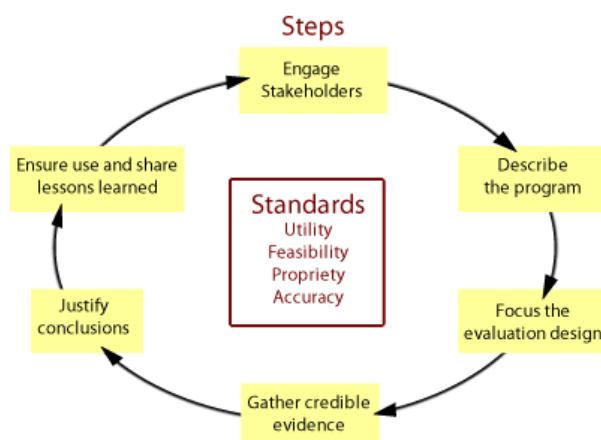 Steps
Engage
Stakeholders
Describe
the program
Focus the
evaluation design
Gather credible
evidence
Justify
conclusions
Ensure use and share
lessons learned
Standards
Utility
Feasibility
Propriety
Accuracy